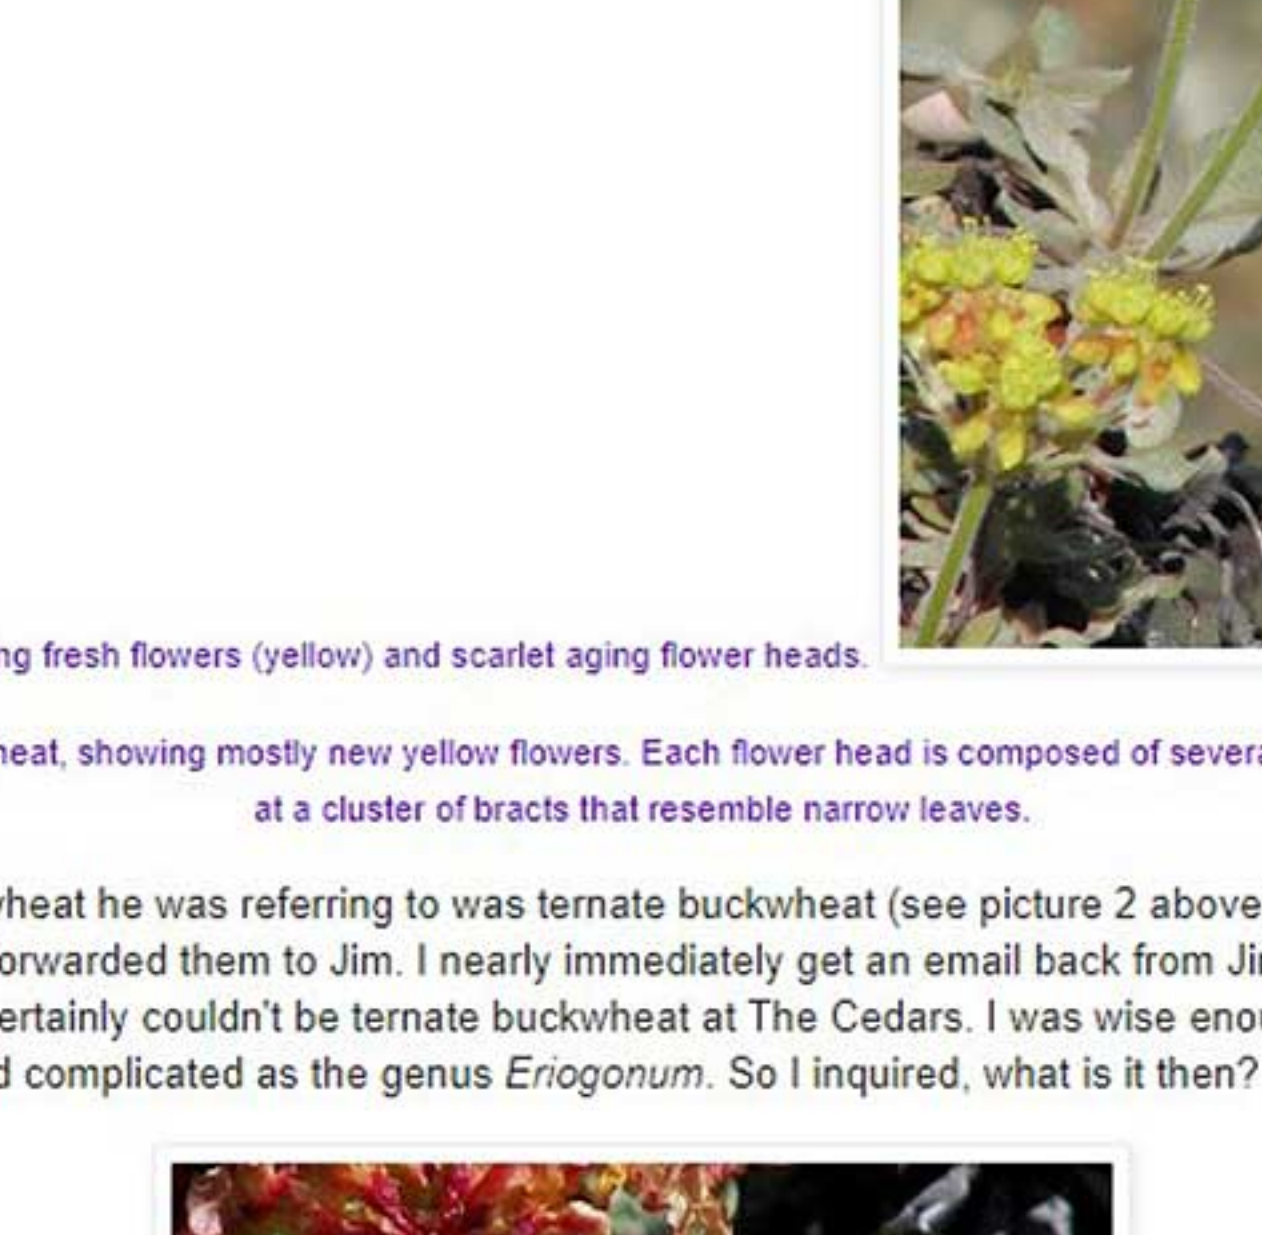 ng fresh flowers (yellow) and scarlet aging flower heads.
heat, showing mostly new yellow flowers. Each flower head is composed of severa
at a cluster of bracts that resemble narrow leaves.
wheat he was referring to was ternate buckwheat (see picture 2 above
orwarded them to Jim. I nearly immediately get an email back from Jim
ertainly couldn't be ternate buckwheat at The Cedars. I was wise enou
d complicated as the genus Eriogonum. So I inquired, what is it then?